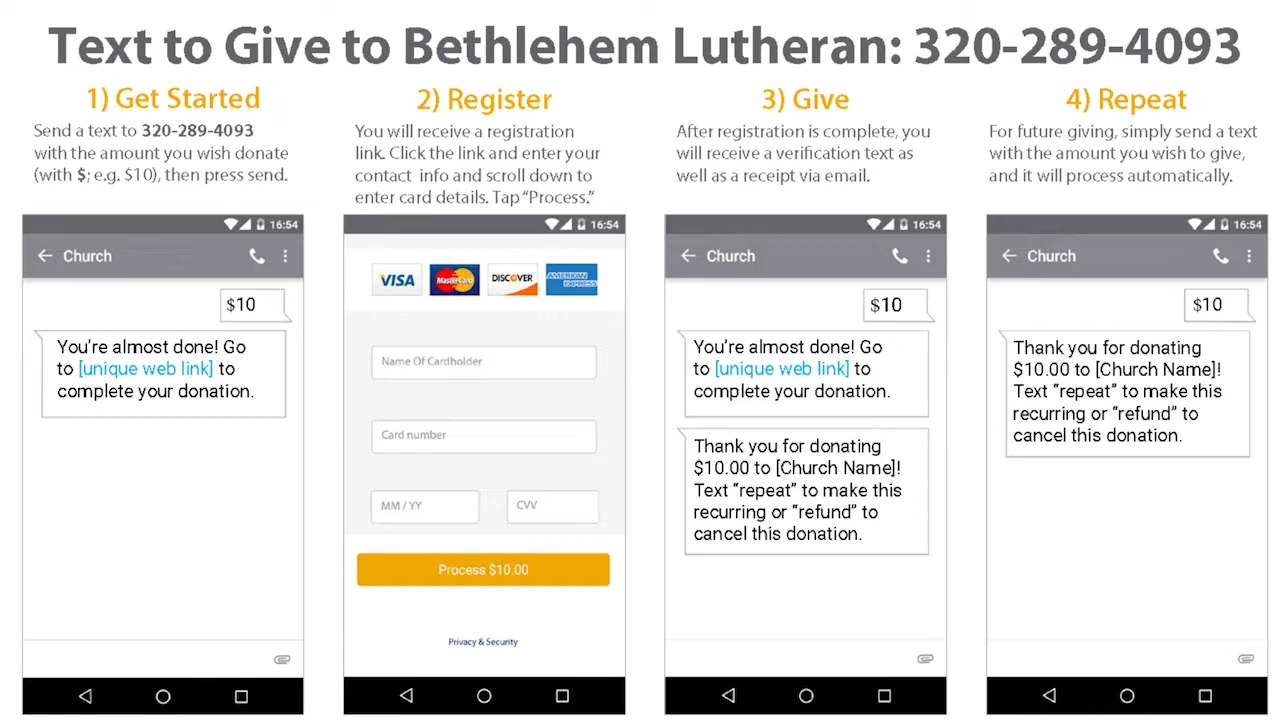 Text to Give to Bethlehem Lutheran: 320-289-4093
1) Get Started
Send a text to 320-289-4093
with the amount you wish donate
(with $; e.g. $10), then press send.
16:54
Church
$10
You're almost done! Go
to [unique web link] to
complete your donation.
2) Register
You will receive a registration
link. Click the link and enter your
contact info and scroll down to
enter card details. Tap “Process.”
16:54
VISA
MasterCard
DISCOVER
AMERICAN
EXPRESS
Name Of Cardholder
Card number
MM / YY
CVV
Process $10.00
Privacy & Security
3) Give
After registration is complete, you
will receive a verification text as
well as a receipt via email.
16:54
Church
$10
You're almost done! Go
to [unique web link] to
complete your donation.
Thank you for donating
$10.00 to [Church Name]!
Text “repeat” to make this
recurring or “refund” to
cancel this donation.
4) Repeat
For future giving, simply send a text
with the amount you wish to give,
and it will process automatically.
16:54
Church
$10
Thank you for donating
$10.00 to [Church Name]!
Text “repeat” to make this
recurring or “refund” to
cancel this donation.